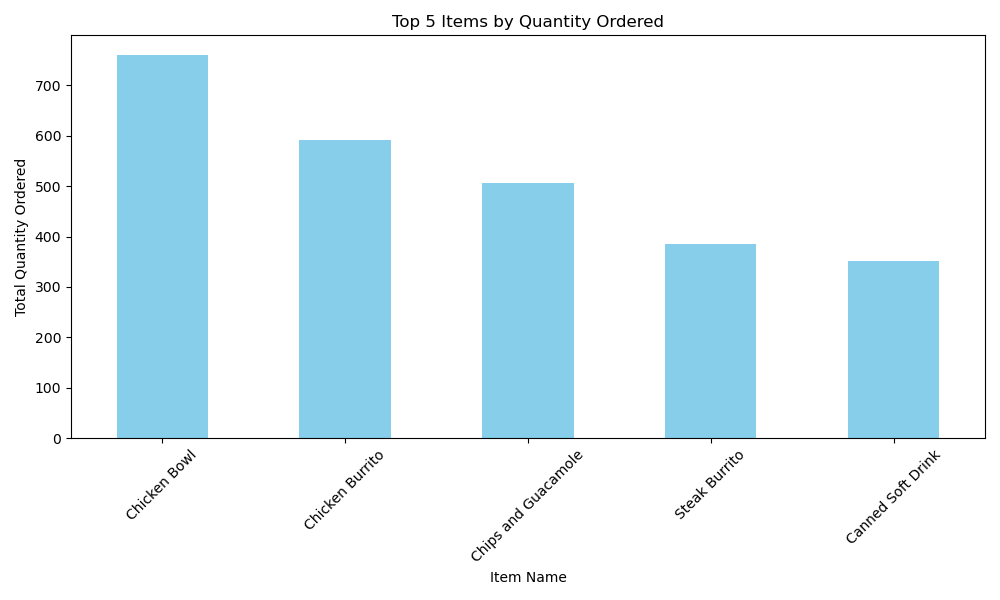 Top 5 Items by Quantity Ordered
Total Quantity Ordered
700
600
500
400
300
200
100
0
Chicken Bowl
Chicken Burrito
Chips and Guacamole
Steak Burrito
Canned Soft Drink
Item Name